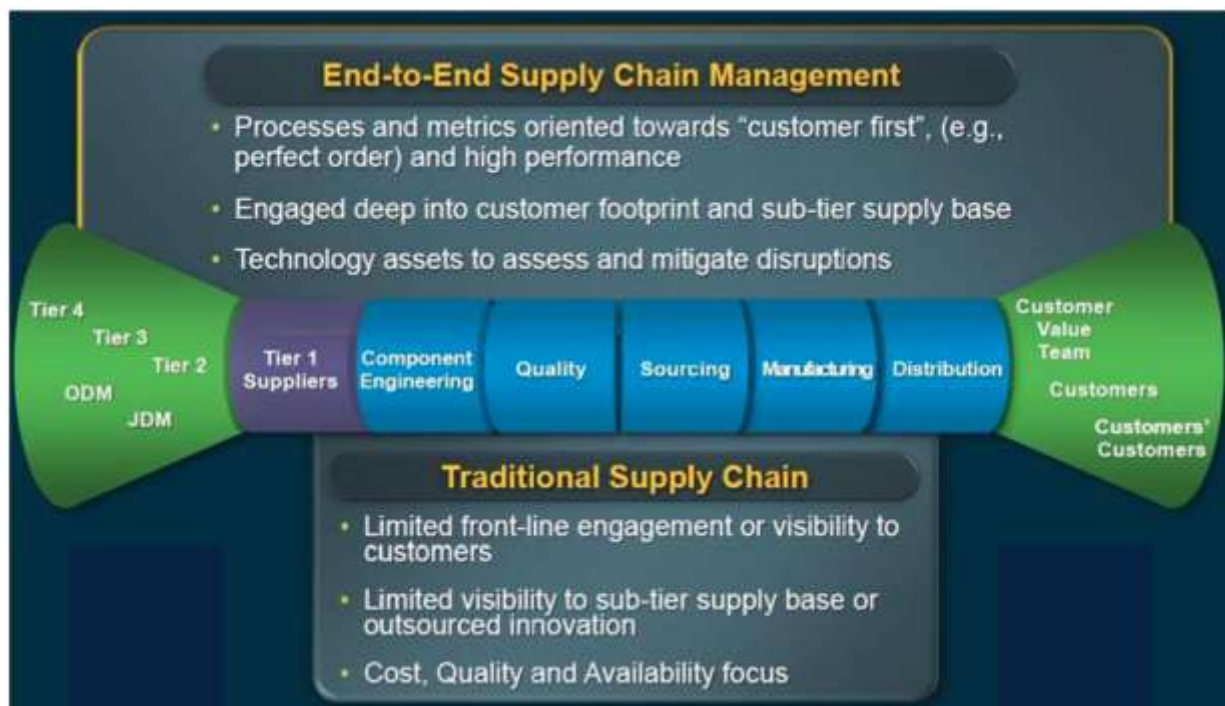 End-to-End Supply Chain Management
• Processes and metrics oriented towards “customer first”, (e.g.,
perfect order) and high performance
• Engaged deep into customer footprint and sub-tier supply base
• Technology assets to assess and mitigate disruptions
Tier 4
Tier 3
Tier 2
ODM
JDM
Tier 1
Suppliers
Component
Engineering
Quality
Sourcing
Manufacturing
Distribution
Customer
Value
Team
Customers
Customers'
Customers
Traditional Supply Chain
• Limited front-line engagement or visibility to
customers
• Limited visibility to sub-tier supply base or
outsourced innovation
• Cost, Quality and Availability focus